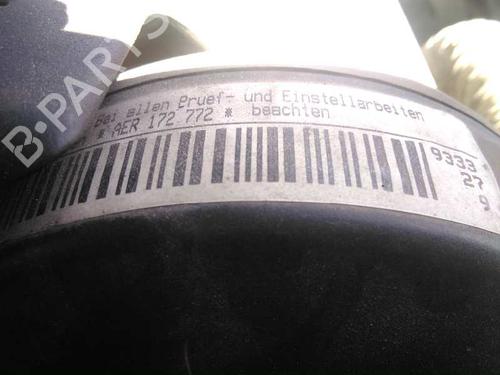 B-PARTS
Bei allen Pruef- und Einstellarbeiten
* AER 172 772 * beachten
9333 *
27
9